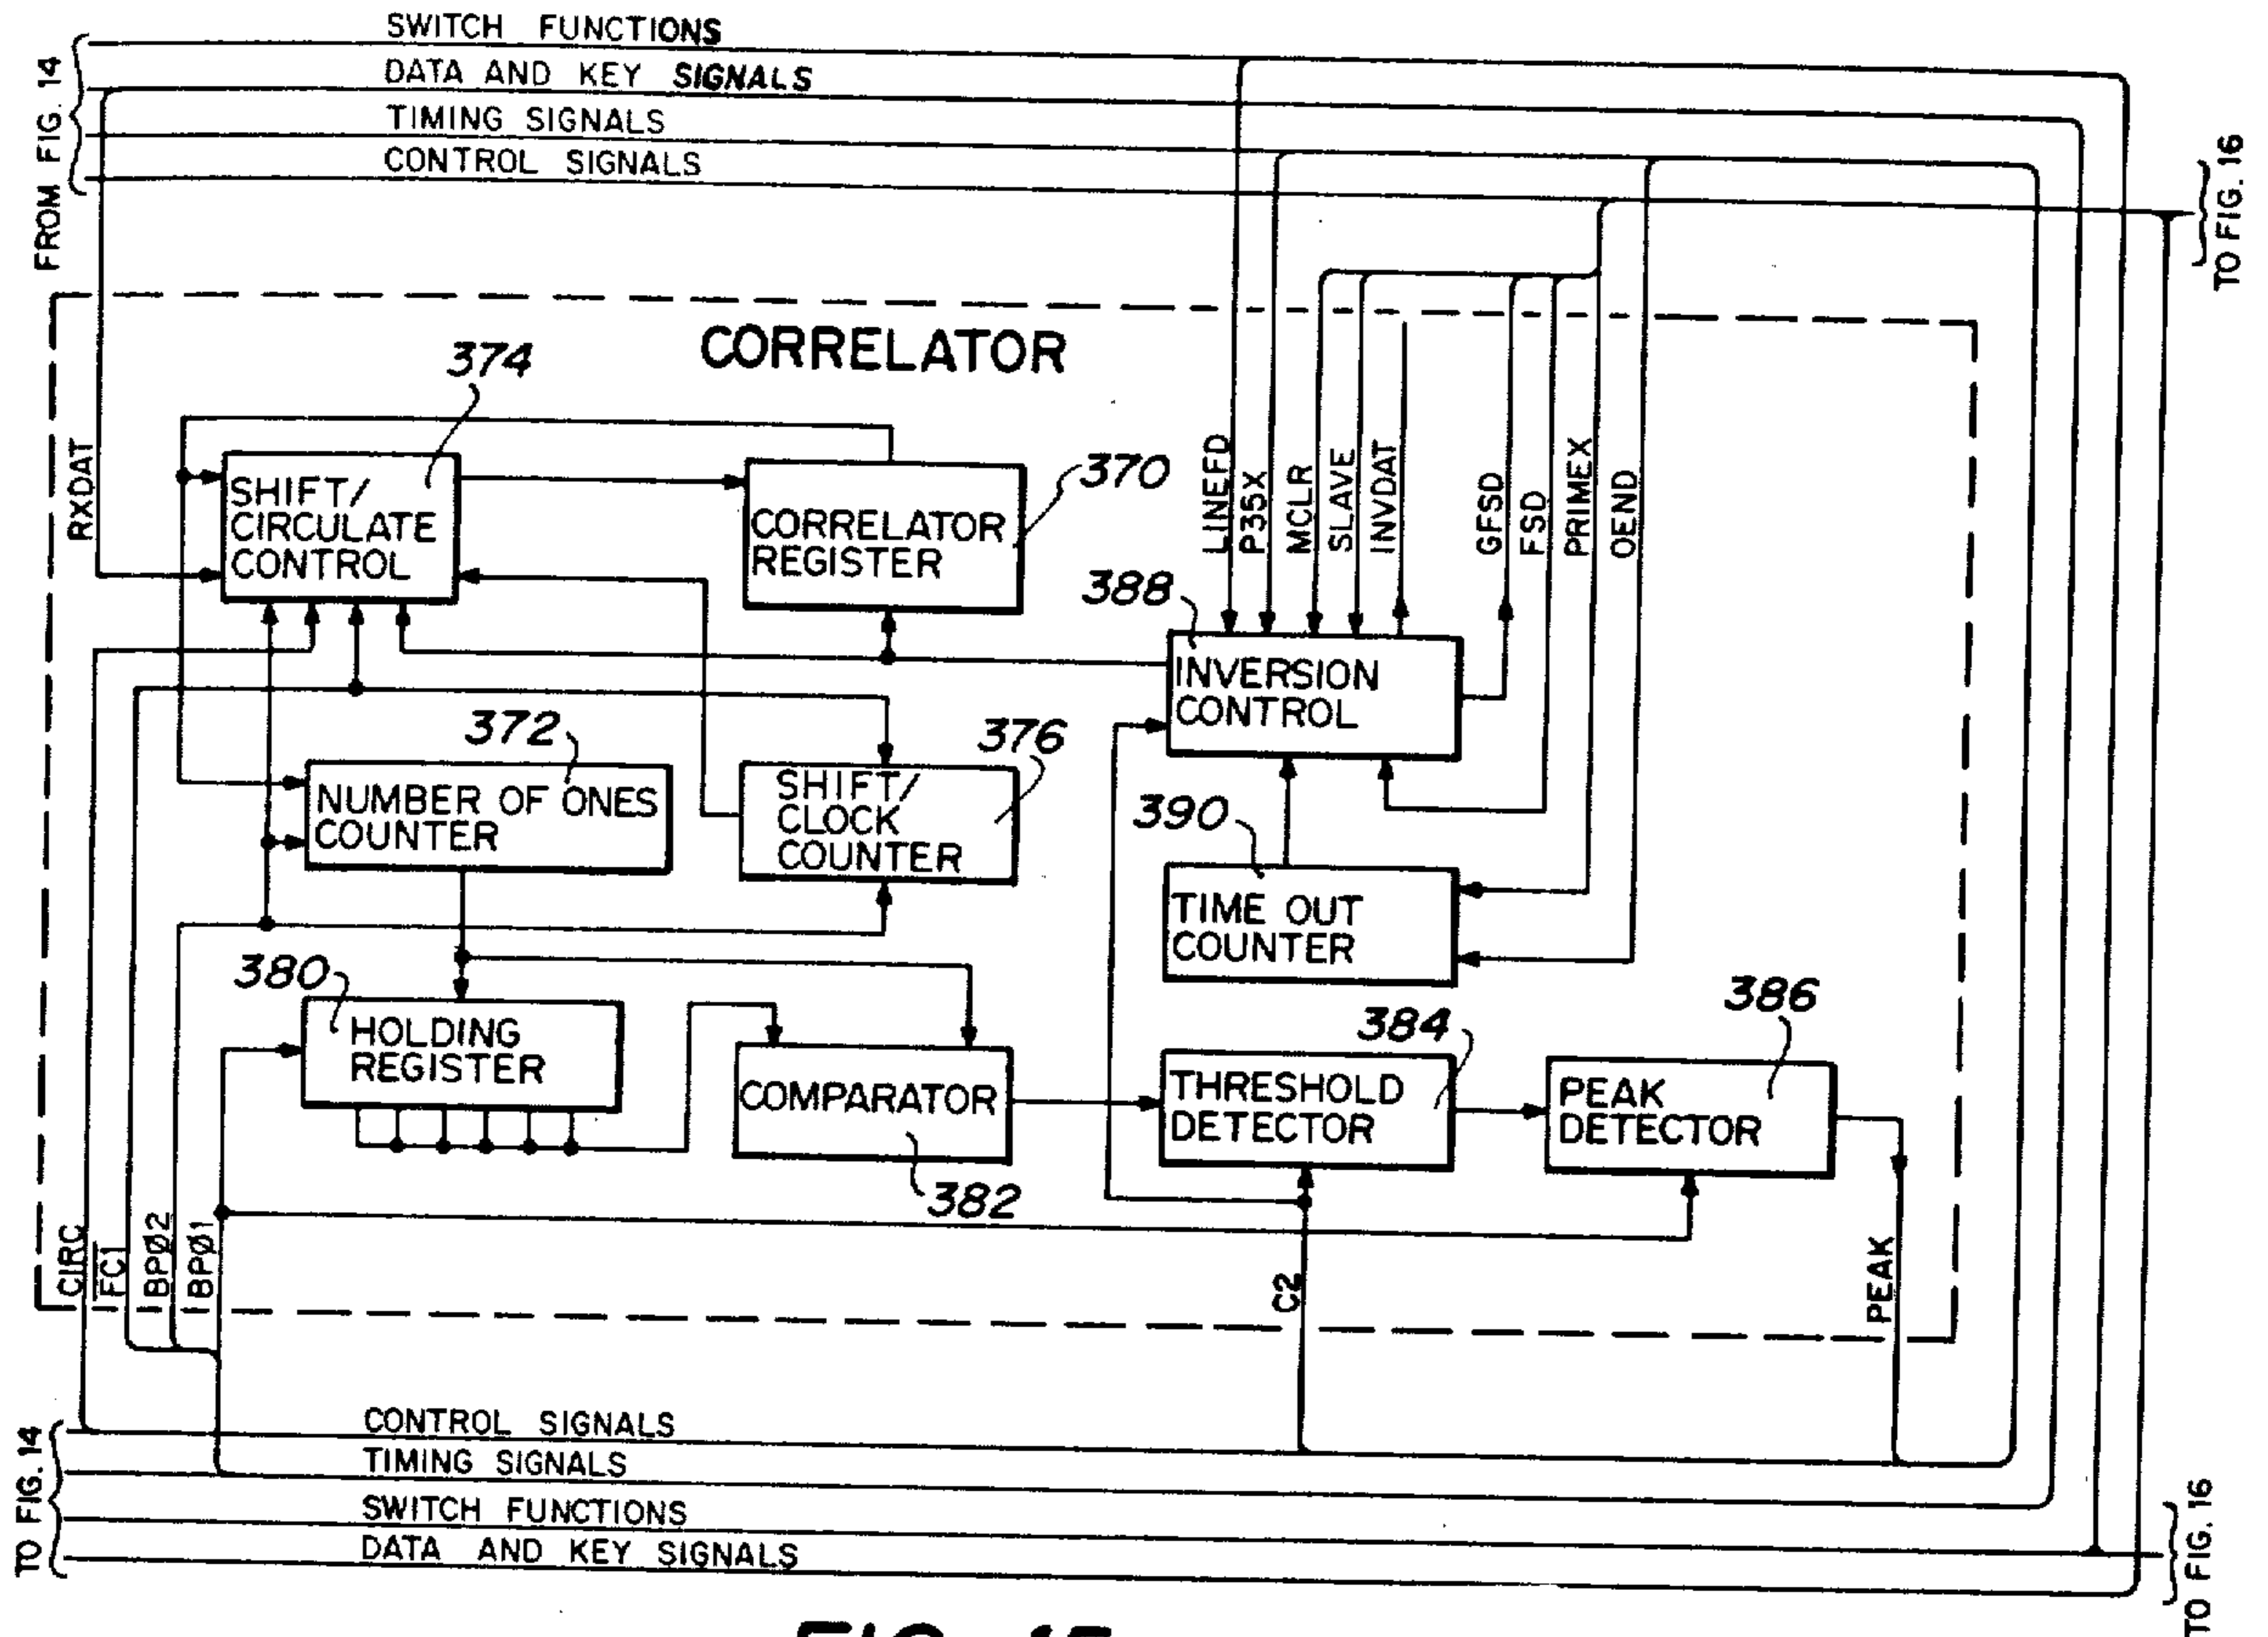 SWITCH FUNCTIONS
DATA AND KEY SIGNALS
TIMING SIGNALS
CONTROL SIGNALS
FROM FIG. 14
TO FIG. 16
CORRELATOR
374
RXDAT
SHIFT/
CIRCULATE
CONTROL
370
CORRELATOR
REGISTER
LINEFD
P35X
MCLR
SLAVE
INVDAT
GFSD
FSD
PRIMEX
OEND
388
INVERSION
CONTROL
372
NUMBER OF ONES
COUNTER
376
SHIFT/
CLOCK
COUNTER
390
TIME OUT
COUNTER
380
HOLDING
REGISTER
COMPARATOR
382
384
THRESHOLD
DETECTOR
386
PEAK
DETECTOR
CIRC
FC1
BPØ2
BPØ1
C2
PEAK
CONTROL SIGNALS
TIMING SIGNALS
SWITCH FUNCTIONS
DATA AND KEY SIGNALS
TO FIG. 14
TO FIG. 16